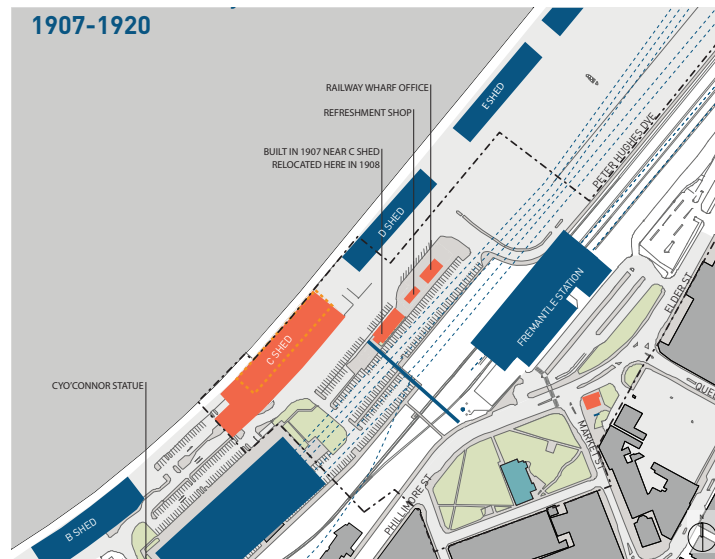 1907-1920
RAILWAY WHARF OFFICE
REFRESHMENT SHOP
BUILT IN 1907 NEAR C SHED
RELOCATED HERE IN 1908
E SHED
PETER HUGHES DVE
D SHED
FREMANTLE STATION
ELDER ST
C SHED
CYO'CONNOR STATUE
MARKET ST
PHILLIMORE ST
B SHED
N